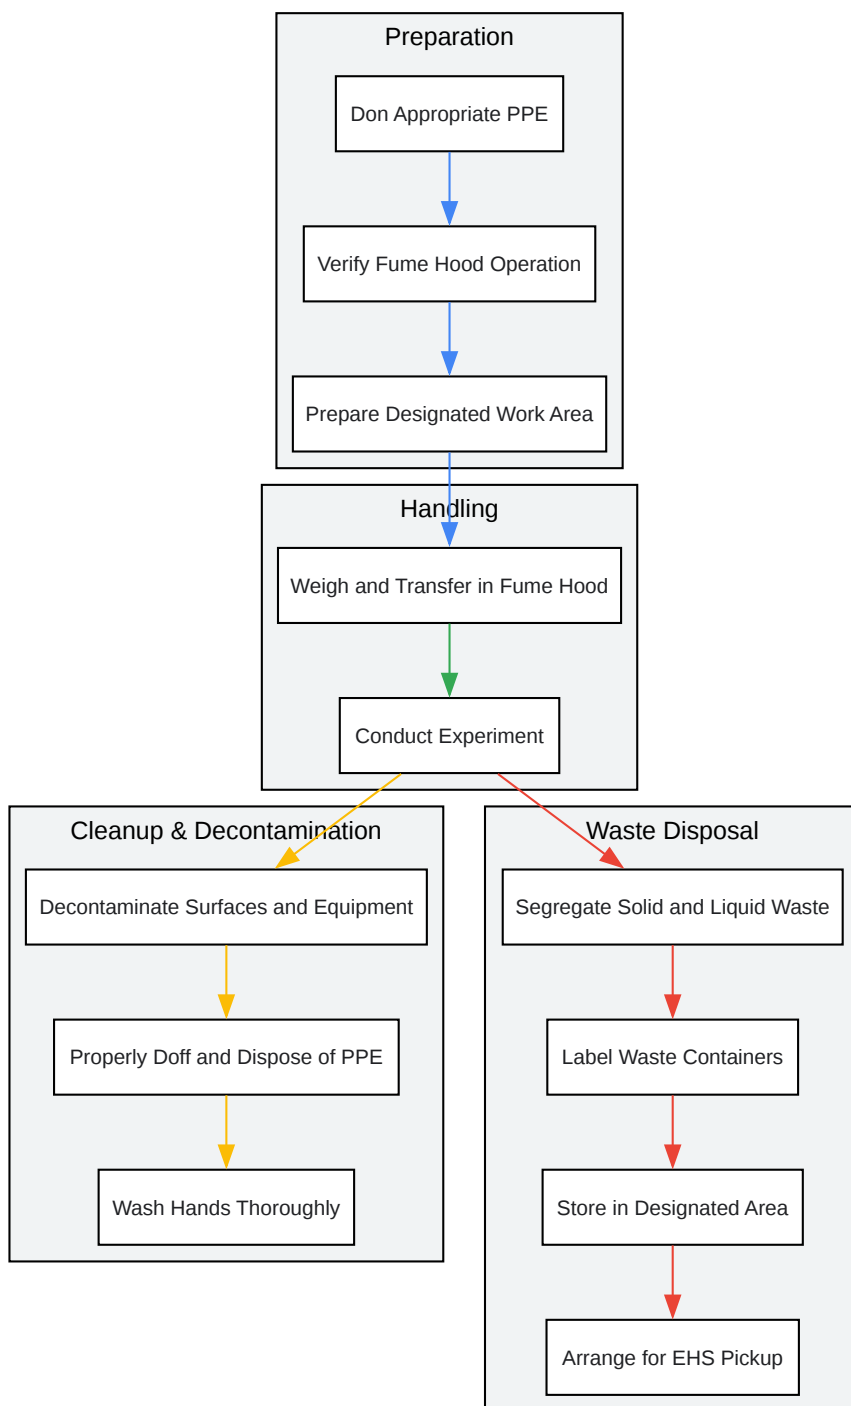 Preparation
Don Appropriate PPE
Verify Fume Hood Operation
Prepare Designated Work Area
Handling
Weigh and Transfer in Fume Hood
Conduct Experiment
Cleanup & Decontamination
Decontaminate Surfaces and Equipment
Properly Doff and Dispose of PPE
Wash Hands Thoroughly
Waste Disposal
Segregate Solid and Liquid Waste
Label Waste Containers
Store in Designated Area
Arrange for EHS Pickup